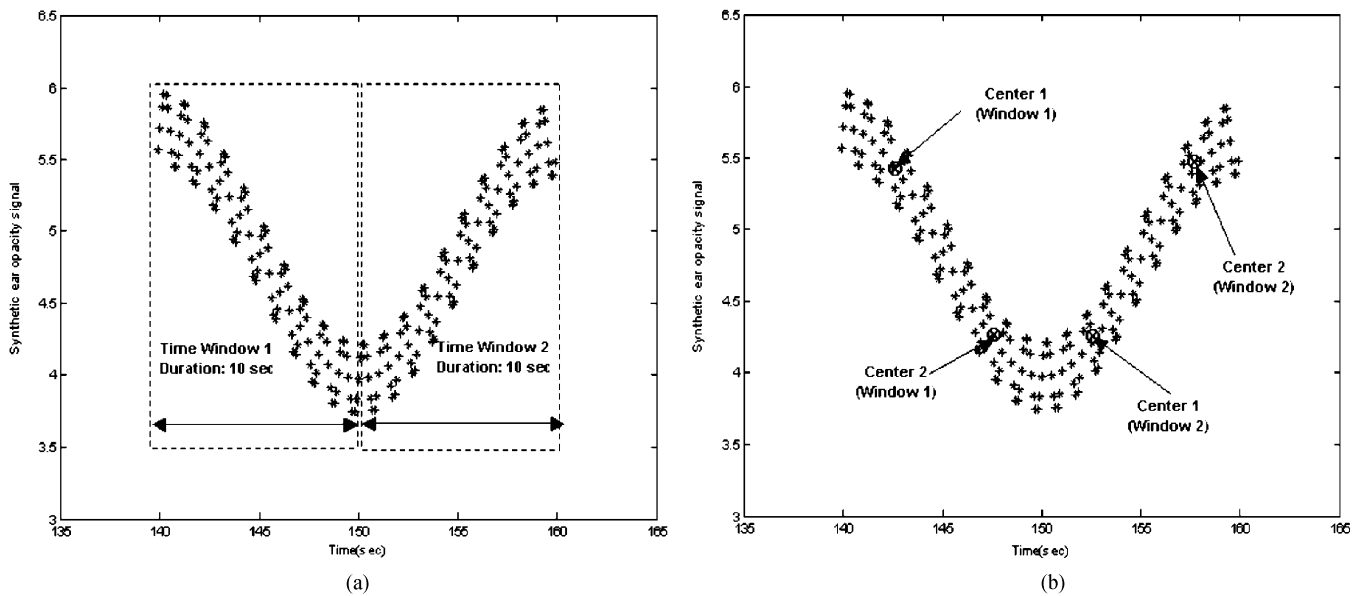 6.5
6
5.5
5
4.5
4
3.5
3
Synthetic ear opacity signal
Time Window 1
Duration: 10 sec
Time Window 2
Duration: 10 sec
135 140 145 150 155 160 165
Time(sec)
(a)
6.5
6
5.5
5
4.5
4
3.5
3
Synthetic ear opacity signal
Center 1
(Window 1)
Center 2
(Window 2)
Center 2
(Window 1)
Center 1
(Window 2)
135 140 145 150 155 160 165
Time(sec)
(b)